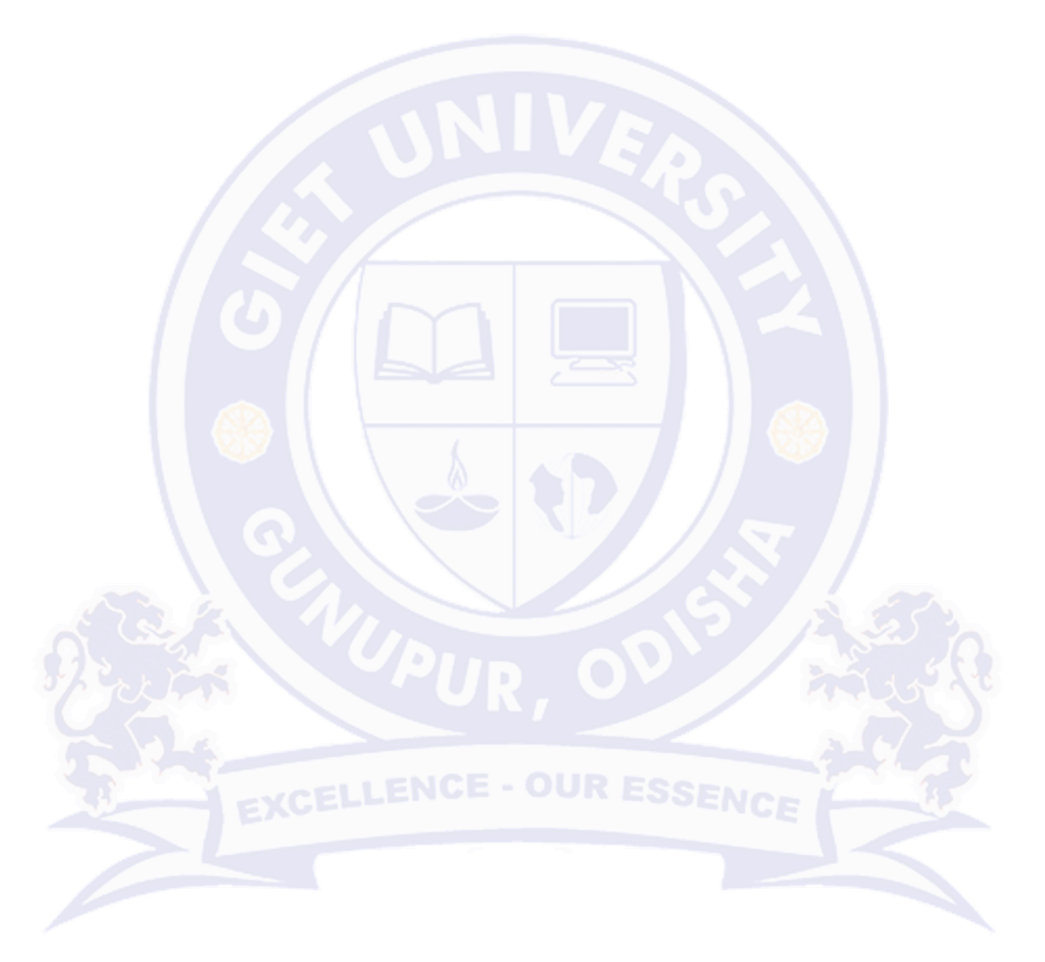 GIET UNIVERSITY
GUNUPUR, ODISHA
EXCELLENCE - OUR ESSENCE